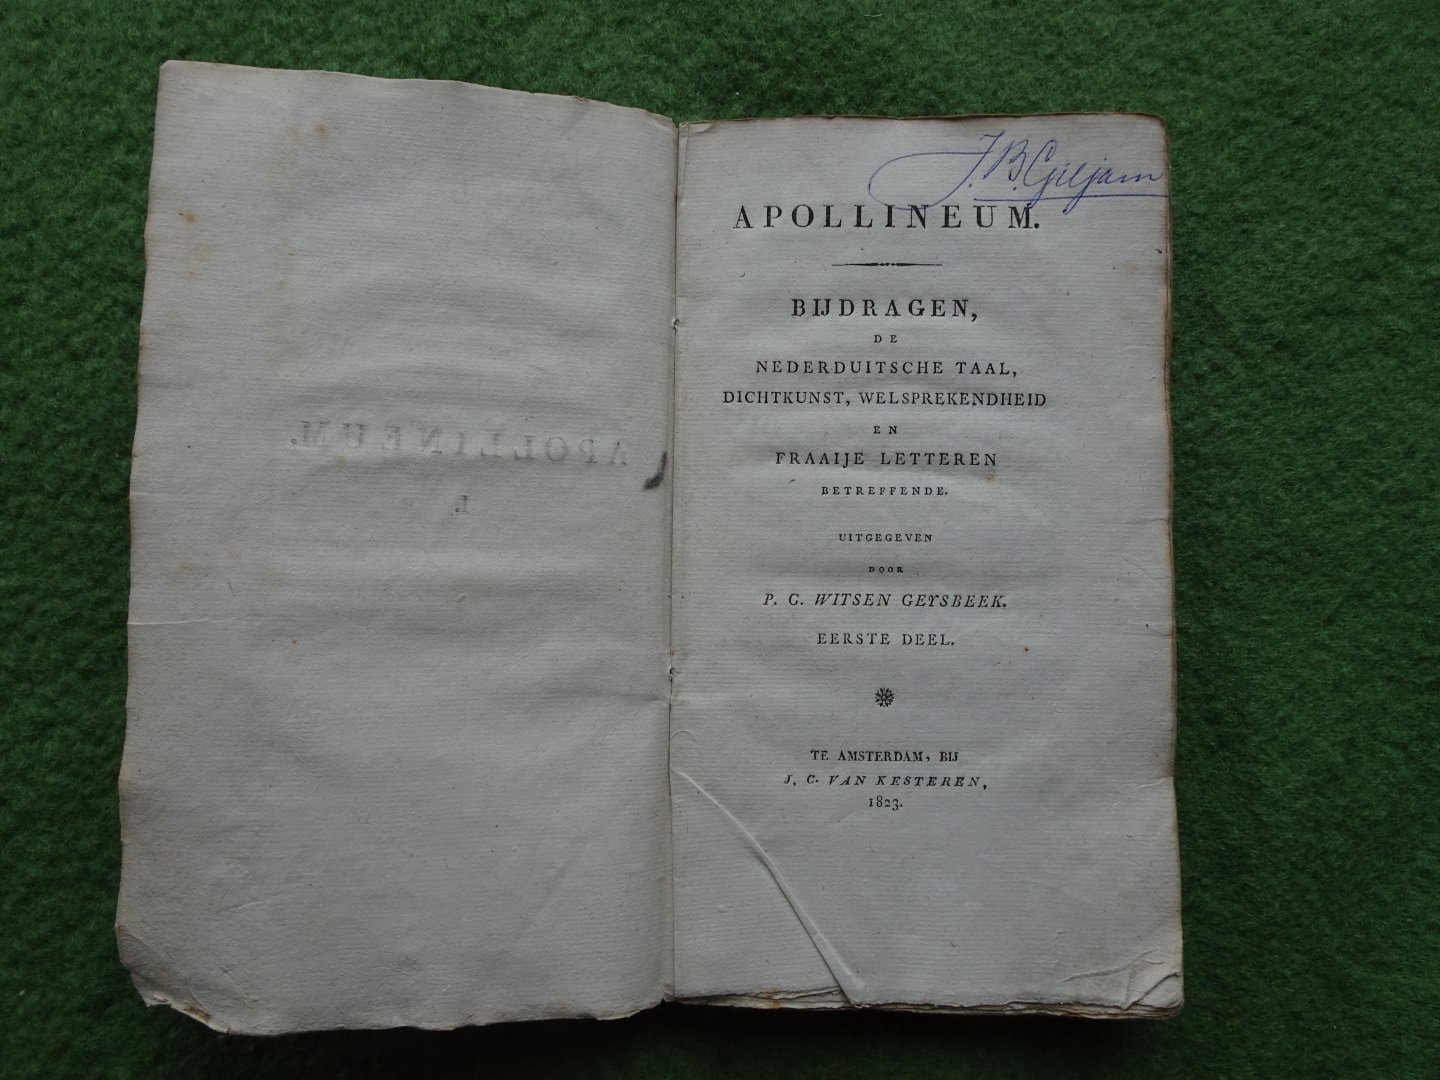 J. B. Giljam
APOLLINEUM.
BIJDRAGEN,
DE
NEDERDUITSCHE TAAL,
DICHTKUNST, WELSPREKENDHEID
EN
FRAAIJE LETTEREN
BETREFFENDE.
UITGEGEVEN
DOOR
P. G. WITSEN GEYSBEEK.
EERSTE DEEL.
TE AMSTERDAM, BIJ
J. C. VAN KESTEREN,
1823.
APOLLINEUM.
I.